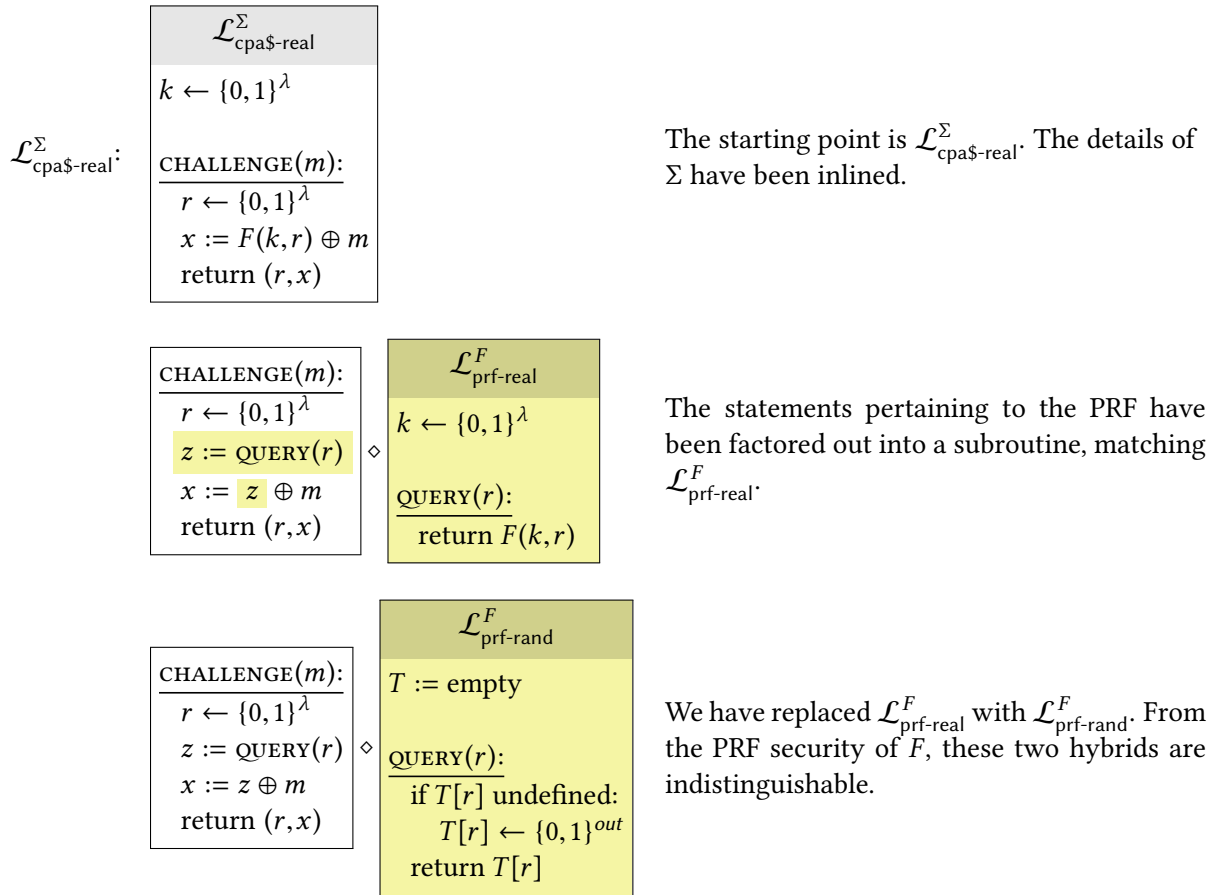 𝓛^Σ_cpa$-real
k ← {0, 1}^λ
𝓛^Σ_cpa$-real:
CHALLENGE(m):
r ← {0, 1}^λ
x := F(k, r) ⊕ m
return (r, x)
The starting point is 𝓛^Σ_cpa$-real. The details of
Σ have been inlined.
CHALLENGE(m):
r ← {0, 1}^λ
z := QUERY(r)
x := z ⊕ m
return (r, x)
⋄
𝓛^F_prf-real
k ← {0, 1}^λ
QUERY(r):
return F(k, r)
The statements pertaining to the PRF have
been factored out into a subroutine, matching
𝓛^F_prf-real.
CHALLENGE(m):
r ← {0, 1}^λ
z := QUERY(r)
x := z ⊕ m
return (r, x)
⋄
𝓛^F_prf-rand
T := empty
QUERY(r):
if T[r] undefined:
T[r] ← {0, 1}^out
return T[r]
We have replaced 𝓛^F_prf-real with 𝓛^F_prf-rand. From
the PRF security of F, these two hybrids are
indistinguishable.